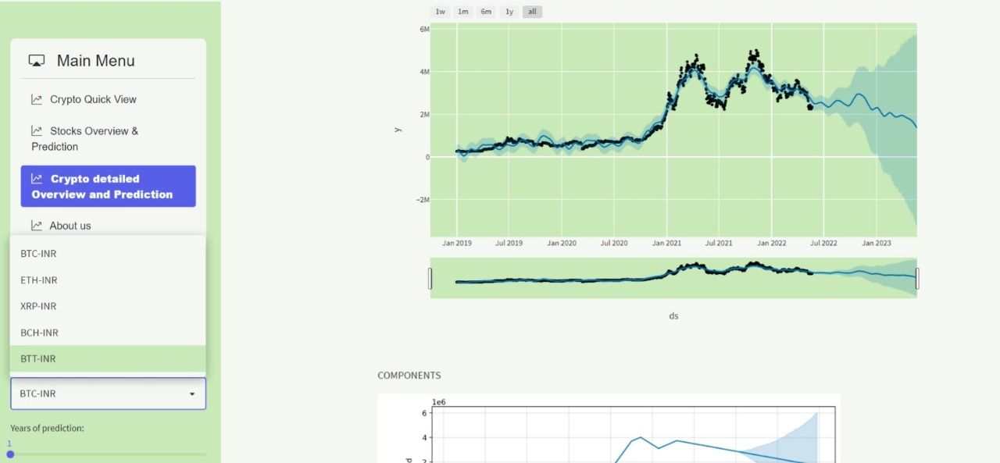 Main Menu
Crypto Quick View
Stocks Overview &
Prediction
Crypto detailed
Overview and Prediction
About us
BTC-INR
ETH-INR
XRP-INR
BCH-INR
BTT-INR
BTC-INR
Years of prediction:
1
1w 1m 6m 1y all
6M
4M
2M
0
−2M
y
Jan 2019 Jul 2019 Jan 2020 Jul 2020 Jan 2021 Jul 2021 Jan 2022 Jul 2022 Jan 2023
ds
COMPONENTS
1e6
6
4